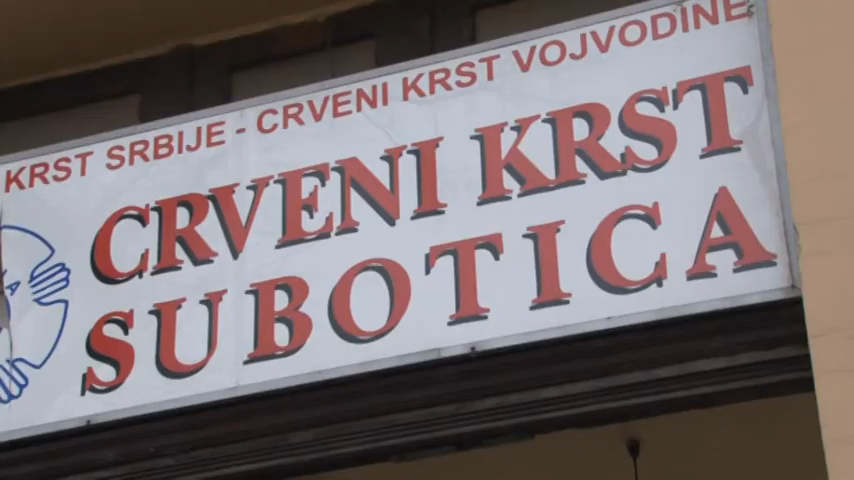 KRST SRBIJE - CRVENI KRST VOJVODINE
CRVENI KRST
SUBOTICA